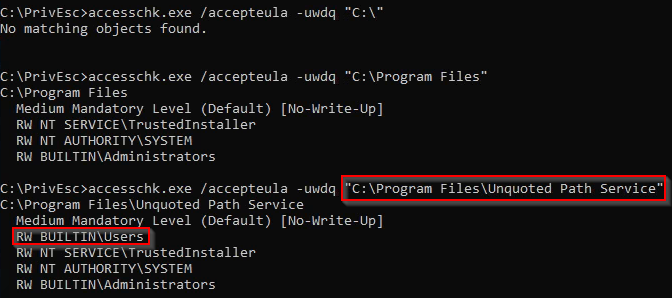 C:\PrivEsc>accesschk.exe /accepteula -uwdq "C:\"
No matching objects found.
C:\PrivEsc>accesschk.exe /accepteula -uwdq "C:\Program Files"
C:\Program Files
Medium Mandatory Level (Default) [No-Write-Up]
RW NT SERVICE\TrustedInstaller
RW NT AUTHORITY\SYSTEM
RW BUILTIN\Administrators
C:\PrivEsc>accesschk.exe /accepteula -uwdq "C:\Program Files\Unquoted Path Service"
C:\Program Files\Unquoted Path Service
Medium Mandatory Level (Default) [No-Write-Up]
RW BUILTIN\Users
RW NT SERVICE\TrustedInstaller
RW NT AUTHORITY\SYSTEM
RW BUILTIN\Administrators